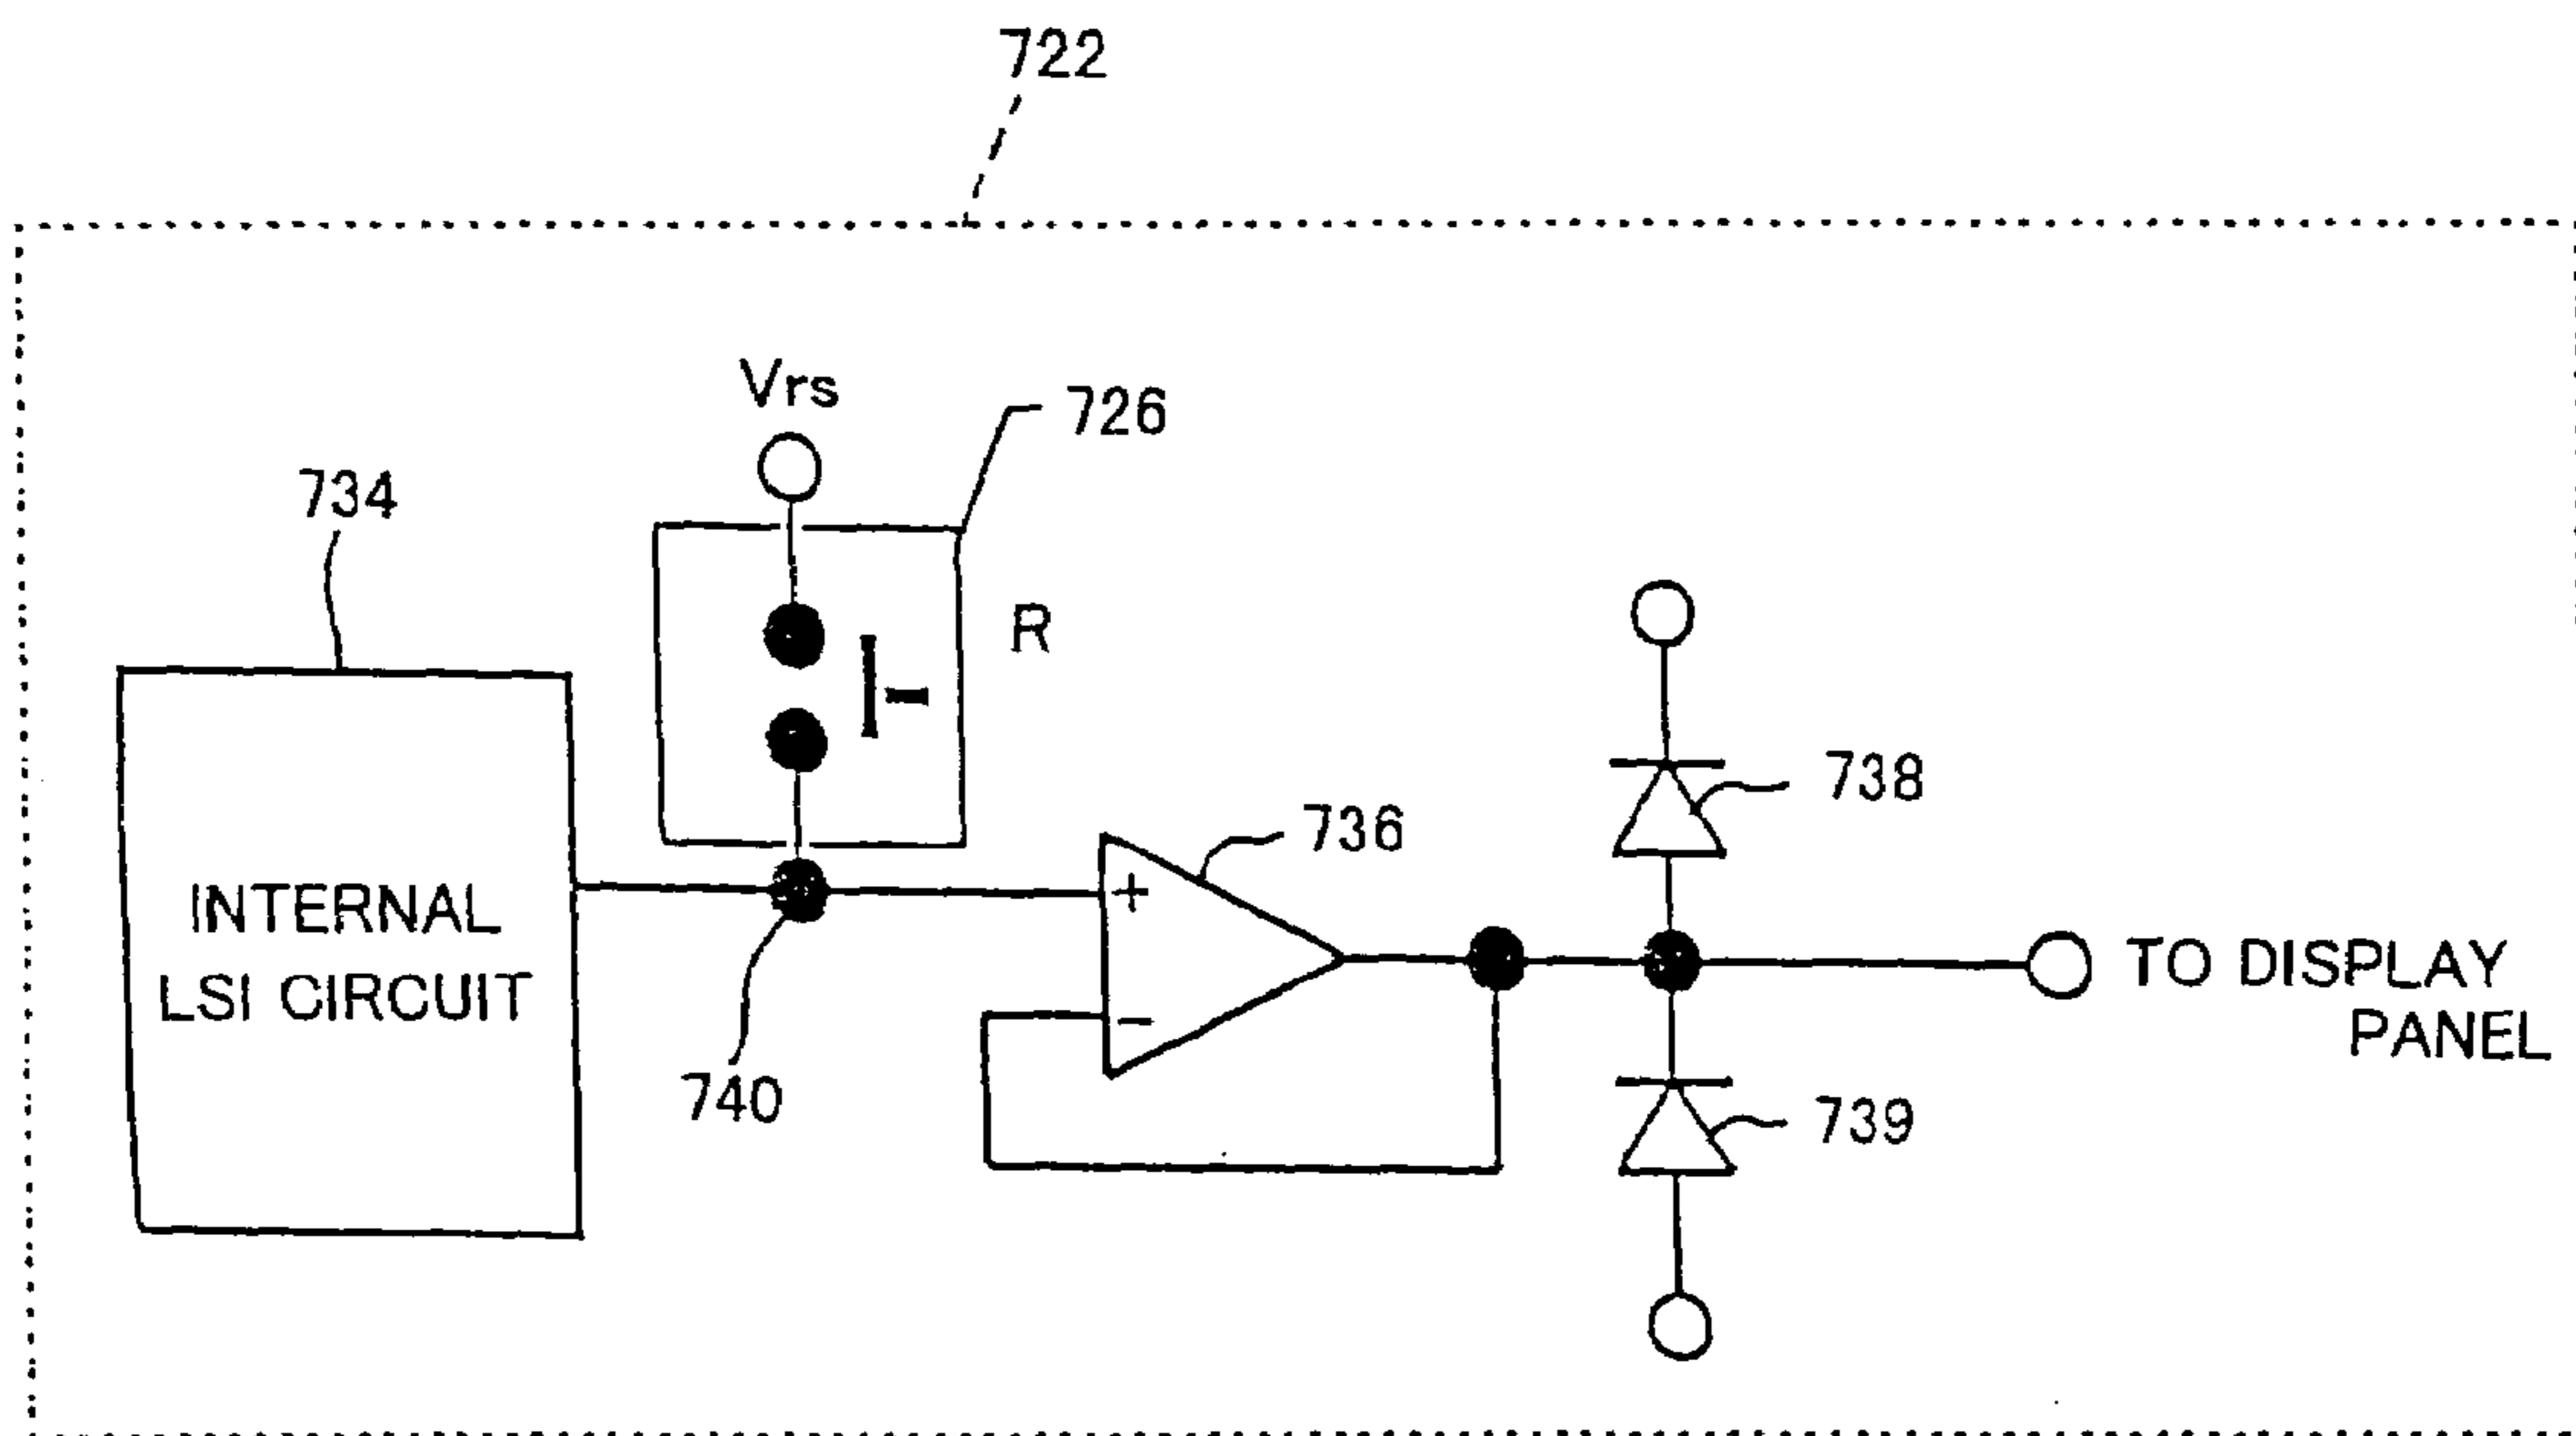 722
Vrs
726
734
R
738
736
+
INTERNAL
LSI CIRCUIT
TO DISPLAY
PANEL
−
740
739